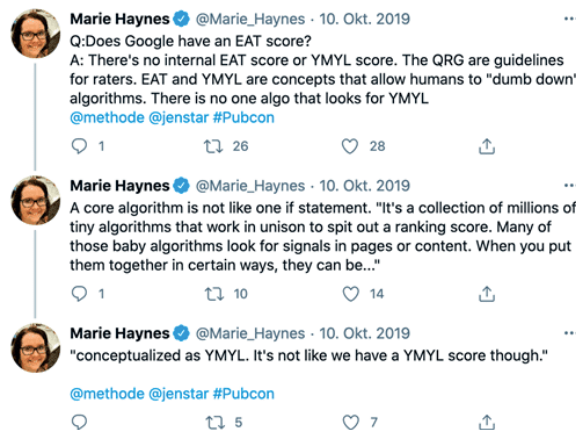 Marie Haynes @Marie_Haynes · 10. Okt. 2019 ...
Q:Does Google have an EAT score?
A: There's no internal EAT score or YMYL score. The QRG are guidelines
for raters. EAT and YMYL are concepts that allow humans to "dumb down"
algorithms. There is no one algo that looks for YMYL
@methode @jenstar #Pubcon
1 26 28
Marie Haynes @Marie_Haynes · 10. Okt. 2019 ...
A core algorithm is not like one if statement. "It's a collection of millions of
tiny algorithms that work in unison to spit out a ranking score. Many of
those baby algorithms look for signals in pages or content. When you put
them together in certain ways, they can be..."
1 10 14
Marie Haynes @Marie_Haynes · 10. Okt. 2019 ...
"conceptualized as YMYL. It's not like we have a YMYL score though."
@methode @jenstar #Pubcon
5 7